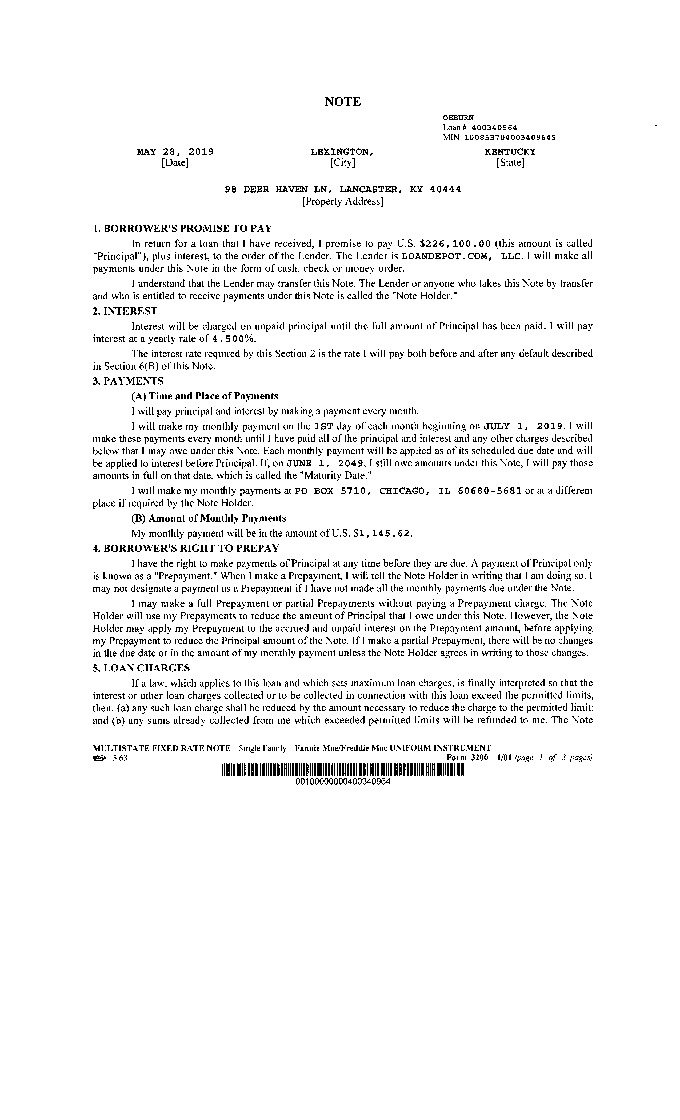 NOTE
OEBURN
Loan# 400340964
MIN 100853704003409645
MAY 28, 2019 LEXINGTON, KENTUCKY
[Date] [City] [State]
98 DEER HAVEN LN, LANCASTER, KY 40444
[Property Address]
1. BORROWER'S PROMISE TO PAY
In return for a loan that I have received, I promise to pay U.S. $226,100.00 (this amount is called
"Principal"), plus interest, to the order of the Lender. The Lender is LOANDEPOT.COM, LLC. I will make all
payments under this Note in the form of cash, check or money order.
I understand that the Lender may transfer this Note. The Lender or anyone who takes this Note by transfer
and who is entitled to receive payments under this Note is called the "Note Holder."
2. INTEREST
Interest will be charged on unpaid principal until the full amount of Principal has been paid. I will pay
interest at a yearly rate of 4.500%.
The interest rate required by this Section 2 is the rate I will pay both before and after any default described
in Section 6(B) of this Note.
3. PAYMENTS
(A) Time and Place of Payments
I will pay principal and interest by making a payment every month.
I will make my monthly payment on the 1ST day of each month beginning on JULY 1, 2019. I will
make these payments every month until I have paid all of the principal and interest and any other charges described
below that I may owe under this Note. Each monthly payment will be applied as of its scheduled due date and will
be applied to interest before Principal. If, on JUNE 1, 2049, I still owe amounts under this Note, I will pay those
amounts in full on that date, which is called the "Maturity Date."
I will make my monthly payments at PO BOX 5710, CHICAGO, IL 60680-5681 or at a different
place if required by the Note Holder.
(B) Amount of Monthly Payments
My monthly payment will be in the amount of U.S. $1,145.62.
4. BORROWER'S RIGHT TO PREPAY
I have the right to make payments of Principal at any time before they are due. A payment of Principal only
is known as a "Prepayment." When I make a Prepayment, I will tell the Note Holder in writing that I am doing so. I
may not designate a payment as a Prepayment if I have not made all the monthly payments due under the Note.
I may make a full Prepayment or partial Prepayments without paying a Prepayment charge. The Note
Holder will use my Prepayments to reduce the amount of Principal that I owe under this Note. However, the Note
Holder may apply my Prepayment to the accrued and unpaid interest on the Prepayment amount, before applying
my Prepayment to reduce the Principal amount of the Note. If I make a partial Prepayment, there will be no changes
in the due date or in the amount of my monthly payment unless the Note Holder agrees in writing to those changes.
5. LOAN CHARGES
If a law, which applies to this loan and which sets maximum loan charges, is finally interpreted so that the
interest or other loan charges collected or to be collected in connection with this loan exceed the permitted limits,
then: (a) any such loan charge shall be reduced by the amount necessary to reduce the charge to the permitted limit;
and (b) any sums already collected from me which exceeded permitted limits will be refunded to me. The Note
MULTISTATE FIXED RATE NOTE - Single Family - Fannie Mae/Freddie Mac UNIFORM INSTRUMENT
3.63 Form 3200 1/01 (page 1 of 3 pages)